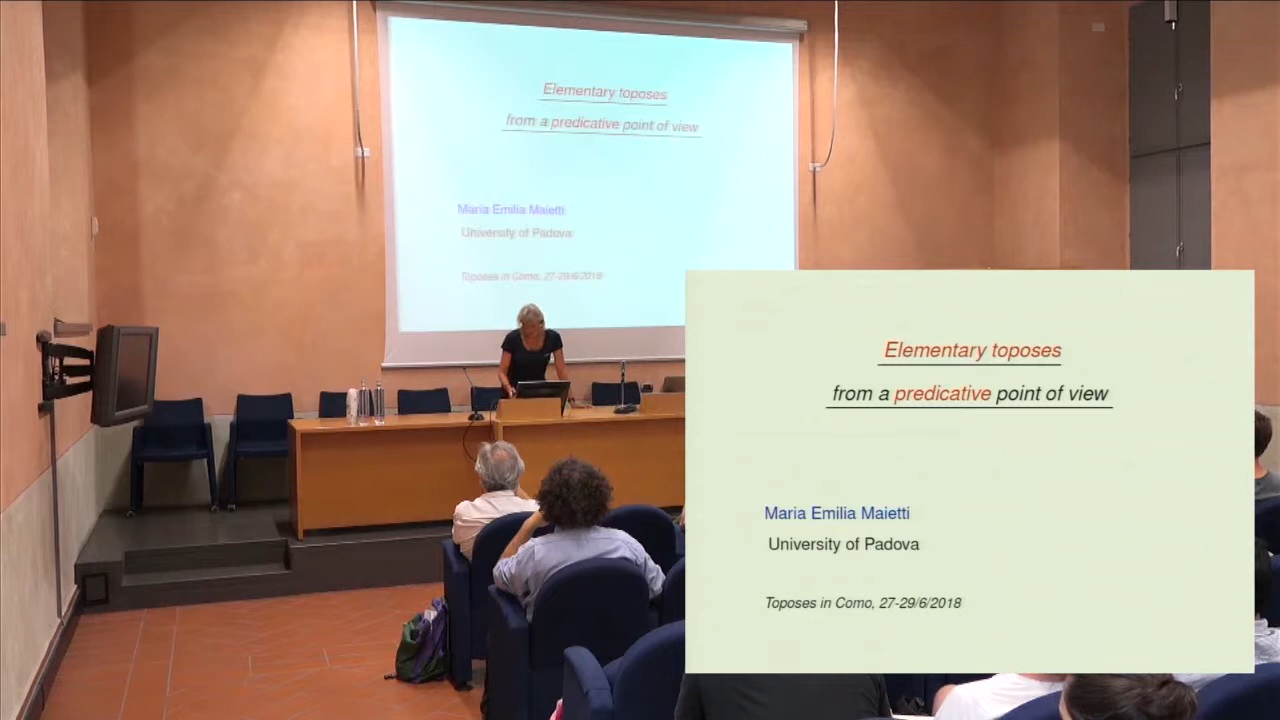 Elementary toposes
from a predicative point of view
Maria Emilia Maietti
University of Padova
Toposes in Como, 27-29/6/2018
Elementary toposes
from a predicative point of view
Maria Emilia Maietti
University of Padova
Toposes in Como, 27-29/6/2018